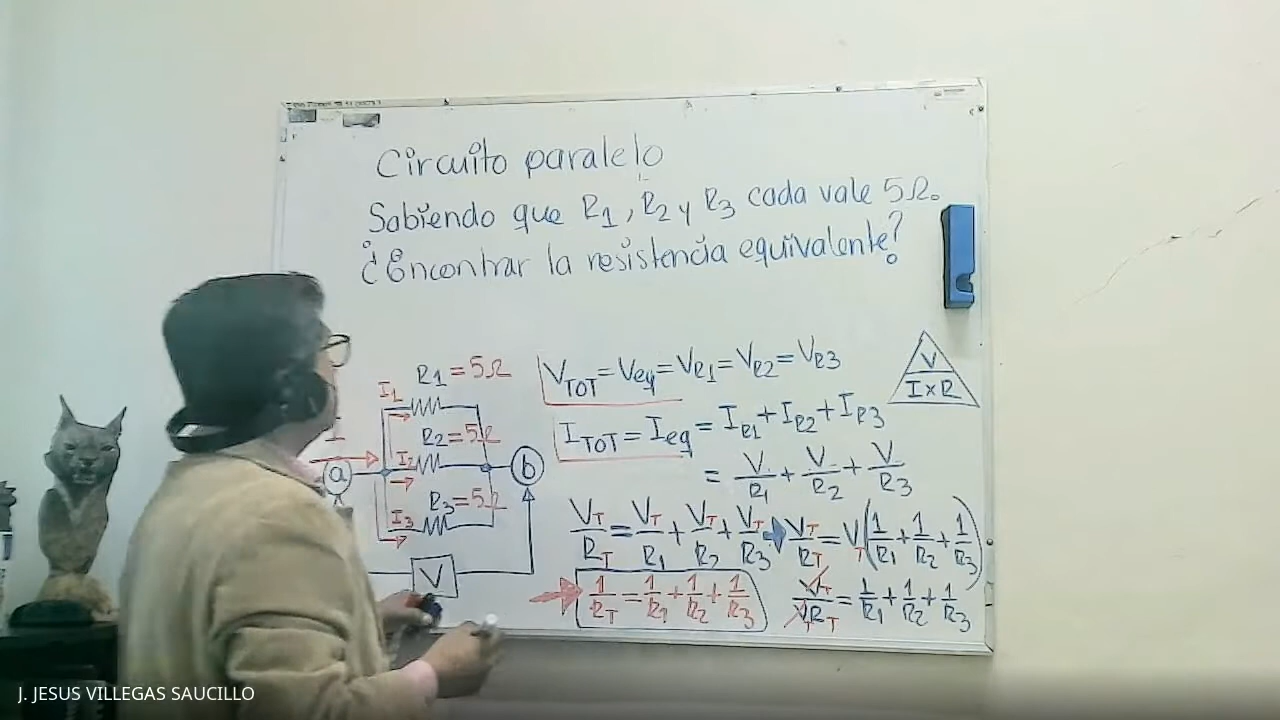 Circuito paralelo
Sabiendo que R1, R2 y R3 cada vale 5Ω.
¿Encontrar la resistencia equivalente?
V
I x R
VTOT = Veq = VR1 = VR2 = VR3
ITOT = Ieq = IR1 + IR2 + IR3
= V/R1 + V/R2 + V/R3
VT/RT = VT/R1 + VT/R2 + VT/R3
VT/RT = VT(1/R1 + 1/R2 + 1/R3)
1/RT = 1/R1 + 1/R2 + 1/R3
VT/VTRT = 1/R1 + 1/R2 + 1/R3
R1 = 5Ω
I1
R2 = 5Ω
I
I2
a
b
R3 = 5Ω
I3
V
J. JESUS VILLEGAS SAUCILLO